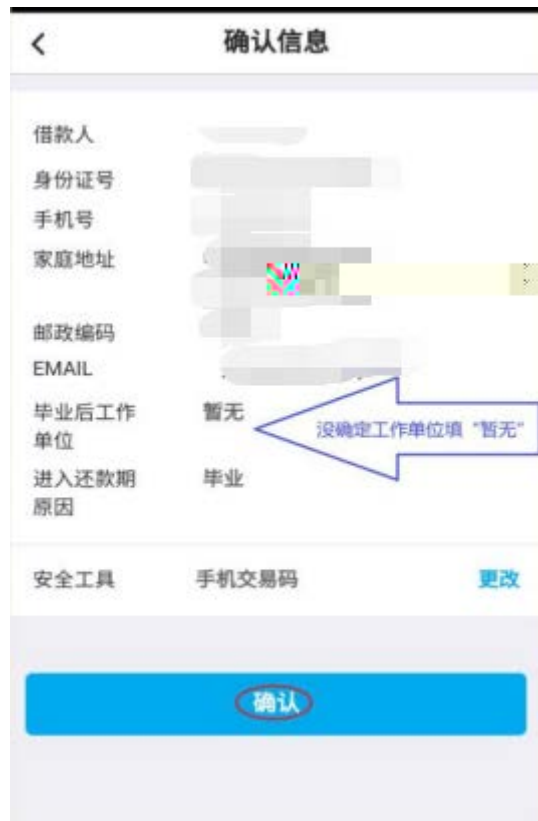 确认信息
借款人
身份证号
手机号
家庭地址
邮政编码
EMAIL
毕业后工作 暂无
单位
没确定工作单位填“暂无”
进入还款期 毕业
原因
安全工具 手机交易码 更改
确认